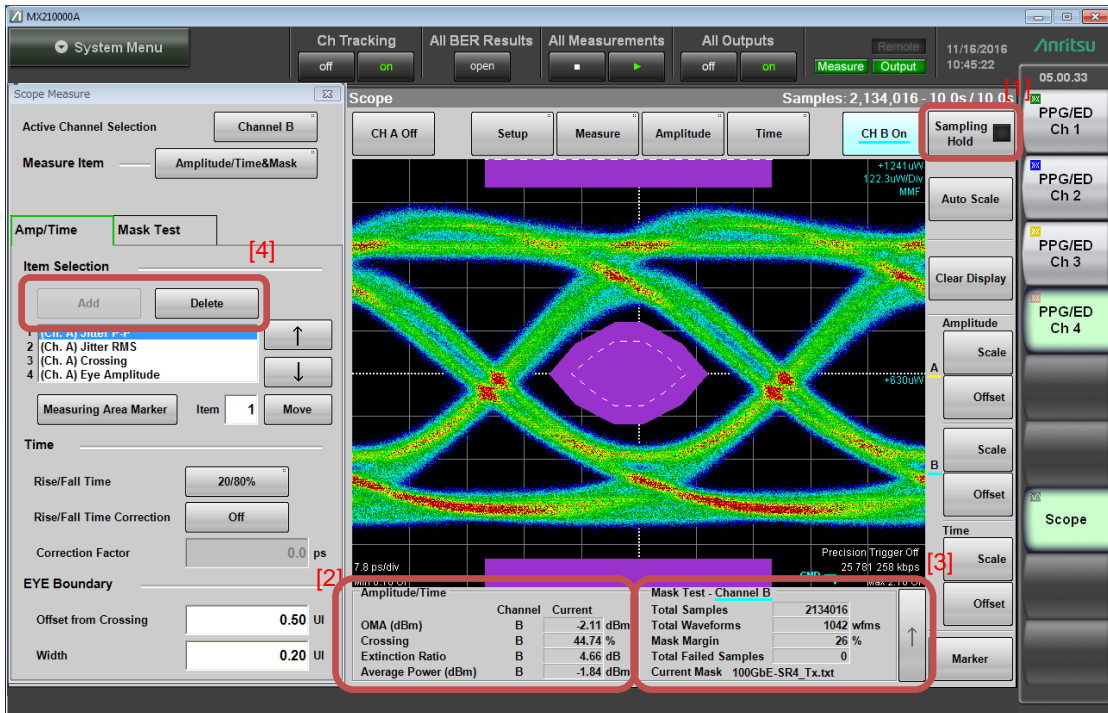 MX210000A
System Menu
Ch Tracking
off on
All BER Results
open
All Measurements
All Outputs
off on
Remote
Measure Output
11/16/2016
10:45:22
Anritsu
05.00.33
Scope Measure
Active Channel Selection Channel B
Measure Item Amplitude/Time&Mask
Amp/Time Mask Test
[4]
Item Selection
Add Delete
1 (Ch. A) Jitter P-P
2 (Ch. A) Jitter RMS
3 (Ch. A) Crossing
4 (Ch. A) Eye Amplitude
↑
↓
Measuring Area Marker Item 1 Move
Time
Rise/Fall Time 20/80%
Rise/Fall Time Correction Off
Correction Factor 0.0 ps
EYE Boundary
Offset from Crossing 0.50 UI
Width 0.20 UI
Scope Samples: 2,134,016 - 10.0s/10.0s
[1]
CH A Off Setup Measure Amplitude Time CH B On
Sampling
Hold
+1241uW
122.3uW/Div
MMF
+630uW
Precision Trigger Off
7.8 ps/div 25 781 258 kbps
[2]
[3]
Amplitude/Time
Channel Current
OMA (dBm) B -2.11 dBm
Crossing B 44.74 %
Extinction Ratio B 4.66 dB
Average Power (dBm) B -1.84 dBm
Mask Test - Channel B
Total Samples 2134016
Total Waveforms 1042 wfms
Mask Margin 26 %
Total Failed Samples 0
Current Mask 100GbE-SR4_Tx.txt
↑
Auto Scale
Clear Display
Amplitude
Scale
A
Offset
Scale
B
Offset
Time
Scale
Offset
Marker
PPG/ED
Ch 1
PPG/ED
Ch 2
PPG/ED
Ch 3
PPG/ED
Ch 4
Scope